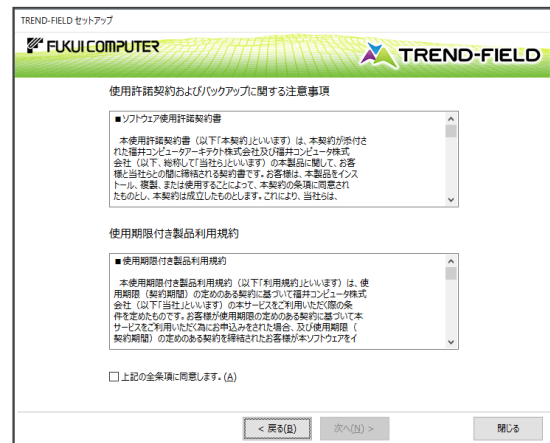 TREND-FIELD セットアップ
FUKUI COMPUTER
TREND-FIELD
使用許諾契約およびバックアップに関する注意事項
■ソフトウェア使用許諾契約書
本使用許諾契約書（以下「本契約」といいます）は、本契約が添付さ
れた福井コンピュータアーキテクト株式会社及び福井コンピュータ株式
会社（以下、総称して「当社ら」といいます）の本製品に関して、お客
様と当社らとの間に締結される契約書です。お客様は、本製品をインス
トール、複製、または使用することによって、本契約の条項に同意され
たものとし、本契約は成立したものとします。これにより、当社らは、
使用期限付き製品利用規約
■使用期限付き製品利用規約
本使用期限付き製品利用規約（以下「利用規約」といいます）は、使
用期限（契約期間）の定めのある契約に基づいて福井コンピュータ株式
会社（以下「当社」といいます）の本サービスをご利用いただく際の条
件を定めたものです。お客様が使用期限の定めのある契約に基づいて本
サービスをご利用いただく為にお申込みをされた場合、及び使用期限（
契約期間）の定めのある契約を締結されたお客様が本ソフトウェアをイ
上記の全条項に同意します。(A)
< 戻る(B)
次へ(N) >
閉じる